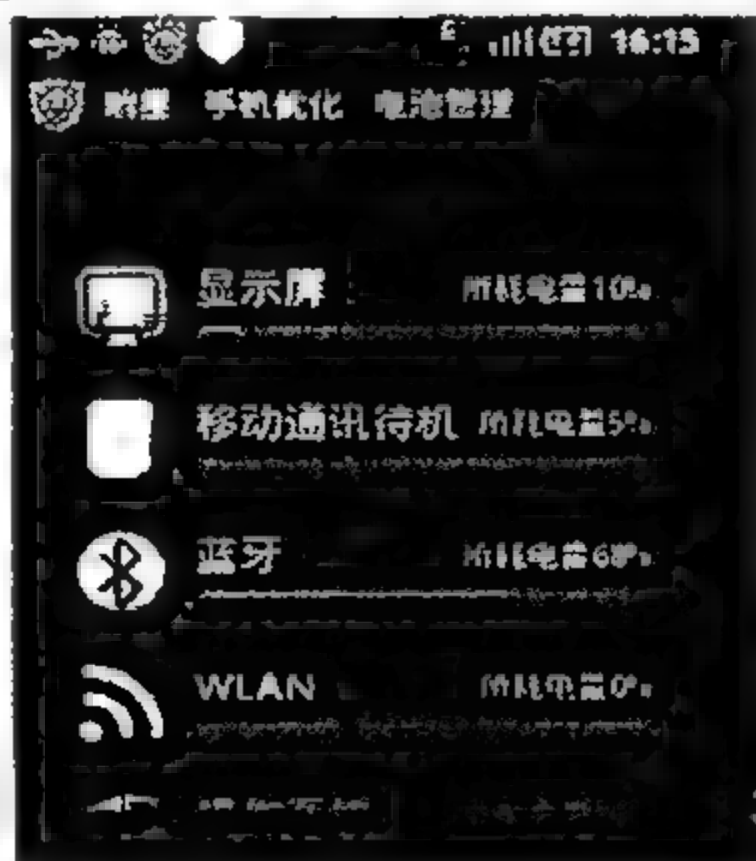 16:15
手机优化 电池管理
显示屏 所耗电量10%
移动通讯待机 所耗电量5%
蓝牙 所耗电量68%
WLAN 所耗电量0%